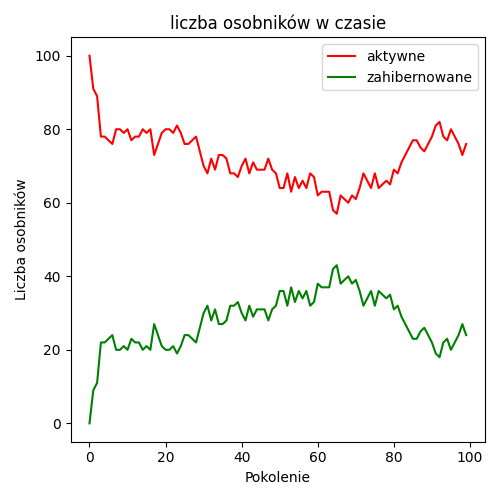 liczba osobników w czasie
aktywne
zahibernowane
Liczba osobników
100
80
60
40
20
0
0 20 40 60 80 100
Pokolenie